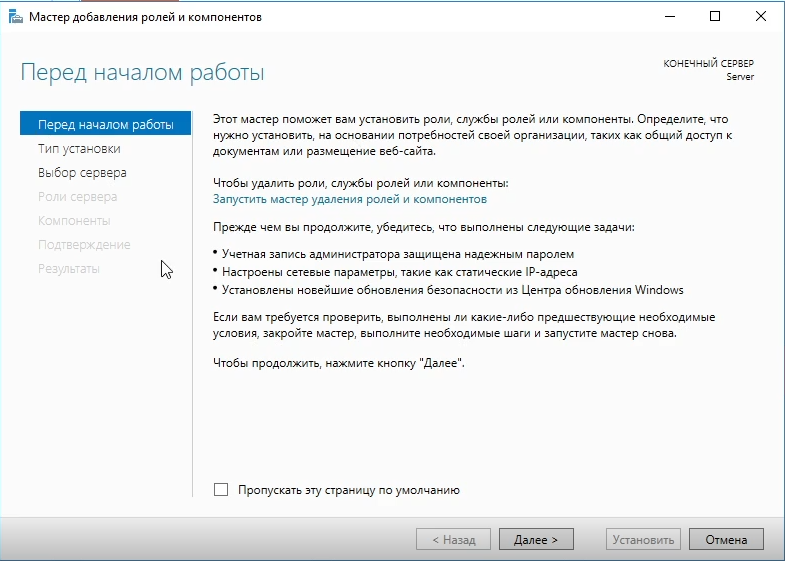 Мастер добавления ролей и компонентов
Перед началом работы
КОНЕЧНЫЙ СЕРВЕР
Server
Перед началом работы
Тип установки
Выбор сервера
Роли сервера
Компоненты
Подтверждение
Результаты
Этот мастер поможет вам установить роли, службы ролей или компоненты. Определите, что
нужно установить, на основании потребностей своей организации, таких как общий доступ к
документам или размещение веб-сайта.
Чтобы удалить роли, службы ролей или компоненты:
Запустить мастер удаления ролей и компонентов
Прежде чем вы продолжите, убедитесь, что выполнены следующие задачи:
• Учетная запись администратора защищена надежным паролем
• Настроены сетевые параметры, такие как статические IP-адреса
• Установлены новейшие обновления безопасности из Центра обновления Windows
Если вам требуется проверить, выполнены ли какие-либо предшествующие необходимые
условия, закройте мастер, выполните необходимые шаги и запустите мастер снова.
Чтобы продолжить, нажмите кнопку "Далее".
Пропускать эту страницу по умолчанию
< Назад
Далее >
Установить
Отмена